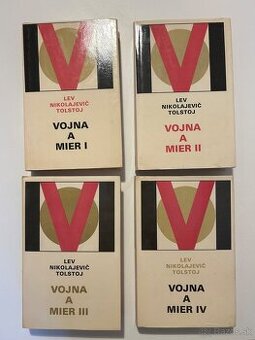 LEV
NIKOLAJEVIČ
TOLSTOJ
VOJNA
A
MIER I
LEV
NIKOLAJEVIČ
TOLSTOJ
VOJNA
A
MIER II
LEV
NIKOLAJEVIČ
TOLSTOJ
VOJNA
A
MIER III
LEV
NIKOLAJEVIČ
TOLSTOJ
VOJNA
A
MIER IV